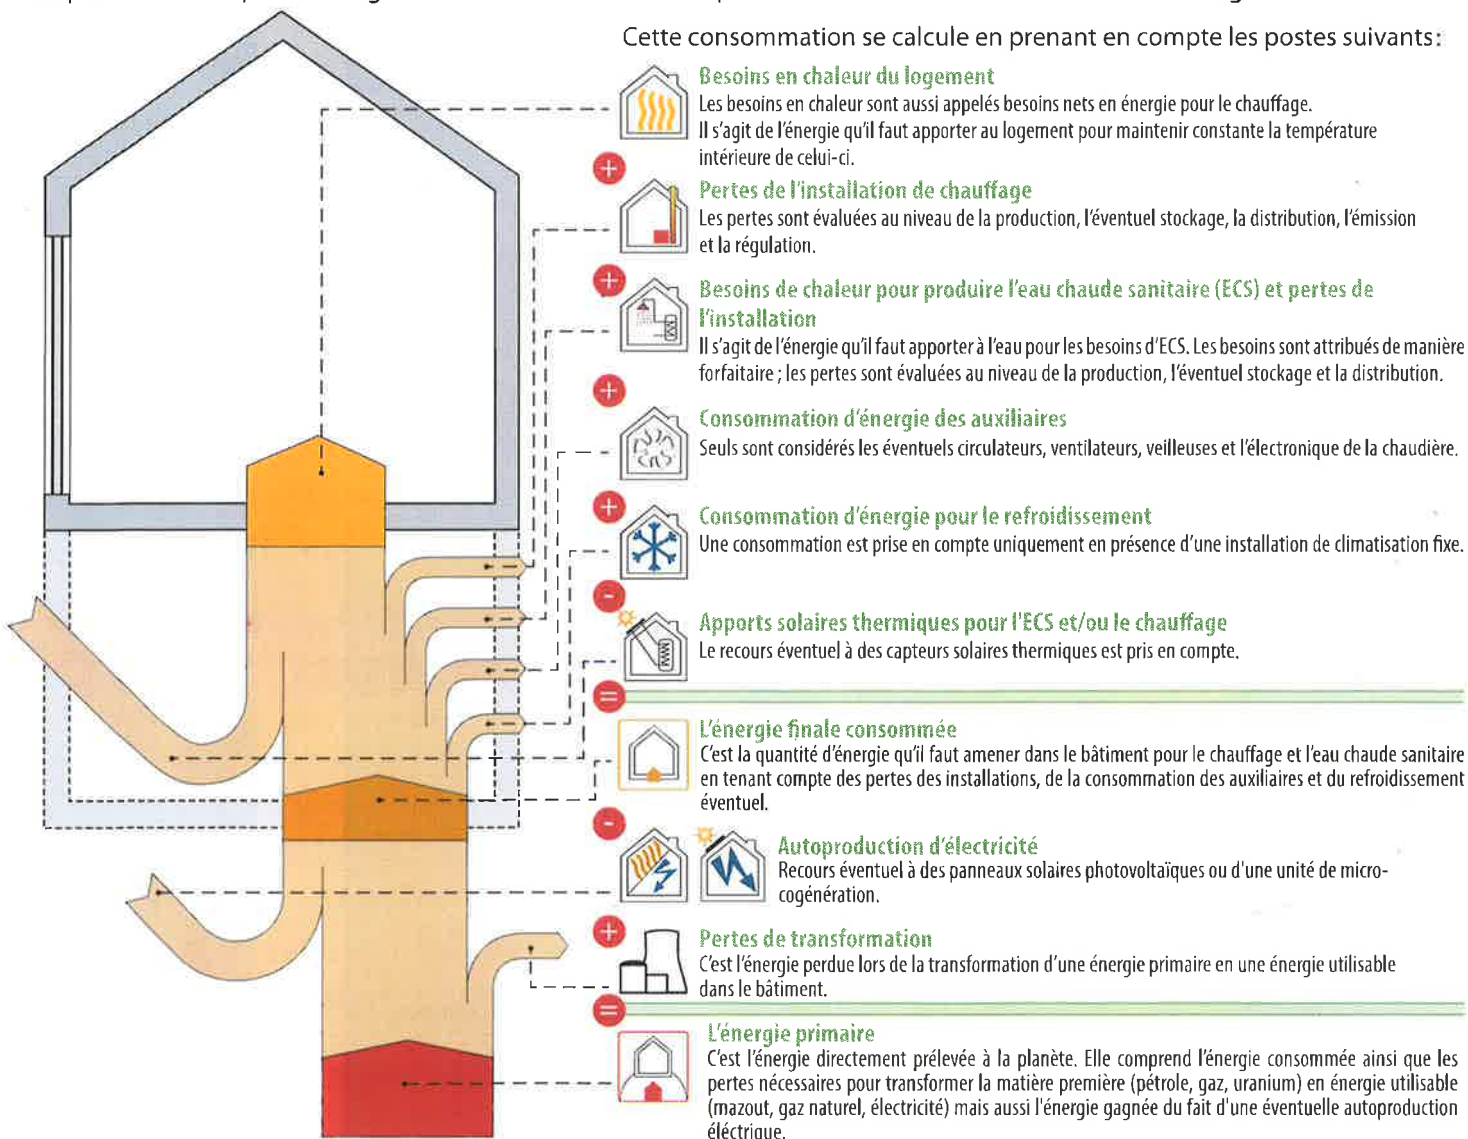 Cette consommation se calcule en prenant en compte les postes suivants:
Besoins en chaleur du logement
Les besoins en chaleur sont aussi appelés besoins nets en énergie pour le chauffage.
Il s'agit de l'énergie qu'il faut apporter au logement pour maintenir constante la température
intérieure de celui-ci.
+
Pertes de l'installation de chauffage
Les pertes sont évaluées au niveau de la production, l'éventuel stockage, la distribution, l'émission
et la régulation.
+
Besoins de chaleur pour produire l'eau chaude sanitaire (ECS) et pertes de
l'installation
Il s'agit de l'énergie qu'il faut apporter à l'eau pour les besoins d'ECS. Les besoins sont attribués de manière
forfaitaire ; les pertes sont évaluées au niveau de la production, l'éventuel stockage et la distribution.
+
Consommation d'énergie des auxiliaires
Seuls sont considérés les éventuels circulateurs, ventilateurs, veilleuses et l'électronique de la chaudière.
+
Consommation d'énergie pour le refroidissement
Une consommation est prise en compte uniquement en présence d'une installation de climatisation fixe.
-
Apports solaires thermiques pour l'ECS et/ou le chauffage
Le recours éventuel à des capteurs solaires thermiques est pris en compte.
=
L'énergie finale consommée
C'est la quantité d'énergie qu'il faut amener dans le bâtiment pour le chauffage et l'eau chaude sanitaire
en tenant compte des pertes des installations, de la consommation des auxiliaires et du refroidissement
éventuel.
-
Autoproduction d'électricité
Recours éventuel à des panneaux solaires photovoltaïques ou d'une unité de micro-
cogénération.
+
Pertes de transformation
C'est l'énergie perdue lors de la transformation d'une énergie primaire en une énergie utilisable
dans le bâtiment.
=
L'énergie primaire
C'est l'énergie directement prélevée à la planète. Elle comprend l'énergie consommée ainsi que les
pertes nécessaires pour transformer la matière première (pétrole, gaz, uranium) en énergie utilisable
(mazout, gaz naturel, électricité) mais aussi l'énergie gagnée du fait d'une éventuelle autoproduction
éléctrique.